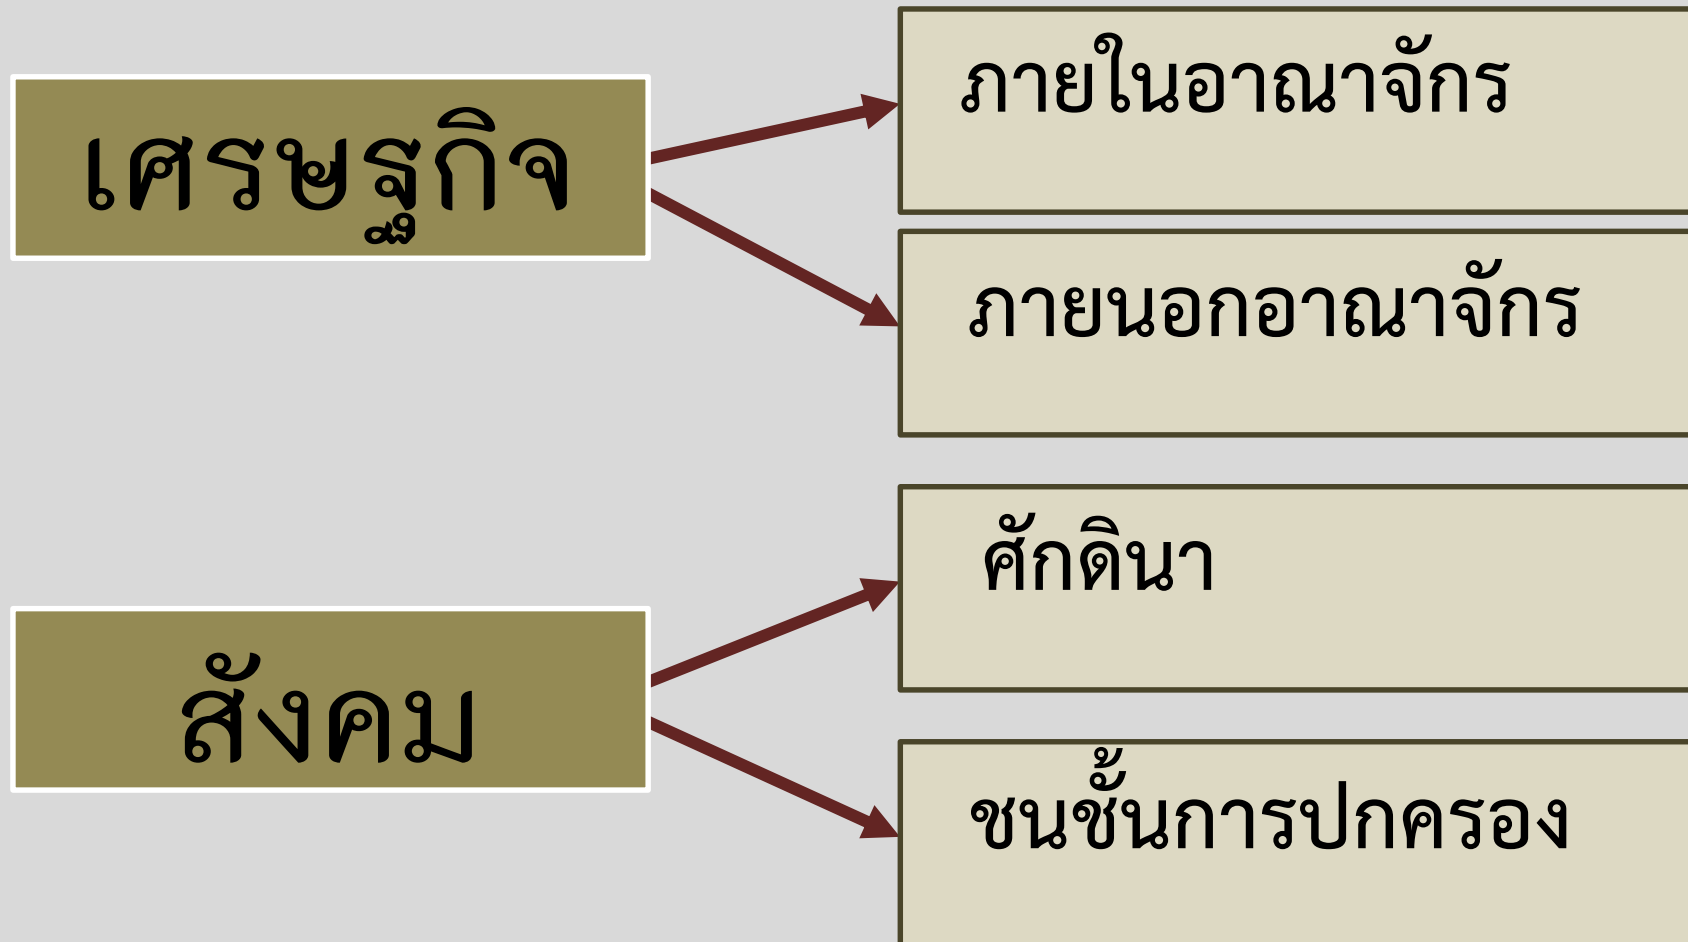 เศรษฐกิจ
ภายในอาณาจักร
ภายนอกอาณาจักร
สังคม
ศักดินา
ชนชั้นการปกครอง